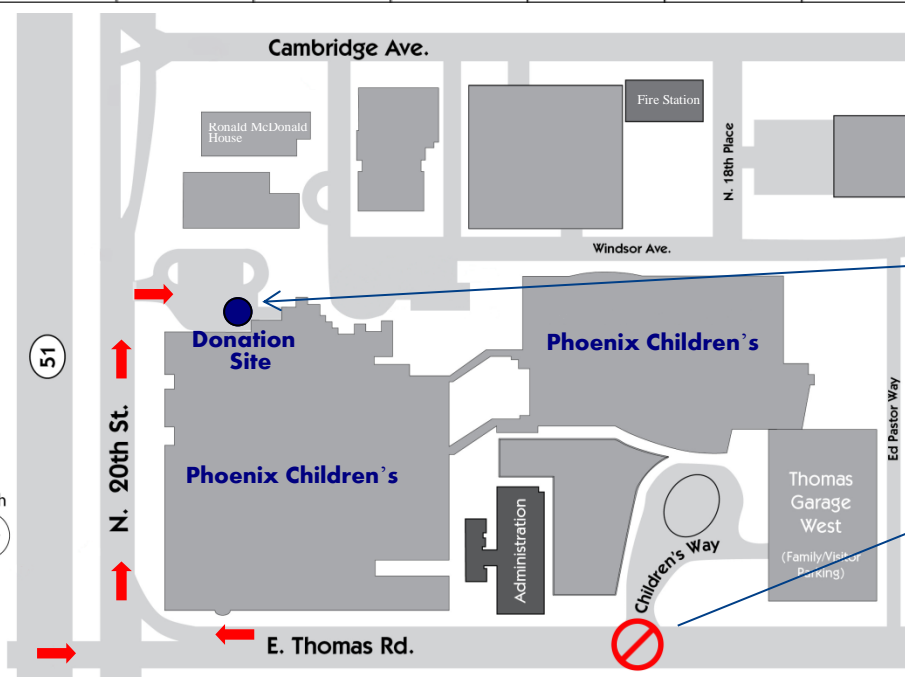 Cambridge Ave.
Fire Station
Ronald McDonald
House
N. 18th Place
Windsor Ave.
Donation
Site
Phoenix Children's
51
Ed Pastor Way
N. 20th St.
Phoenix Children's
Thomas
Garage
West
(Family/Visitor
Parking)
Administration
Children's Way
E. Thomas Rd.